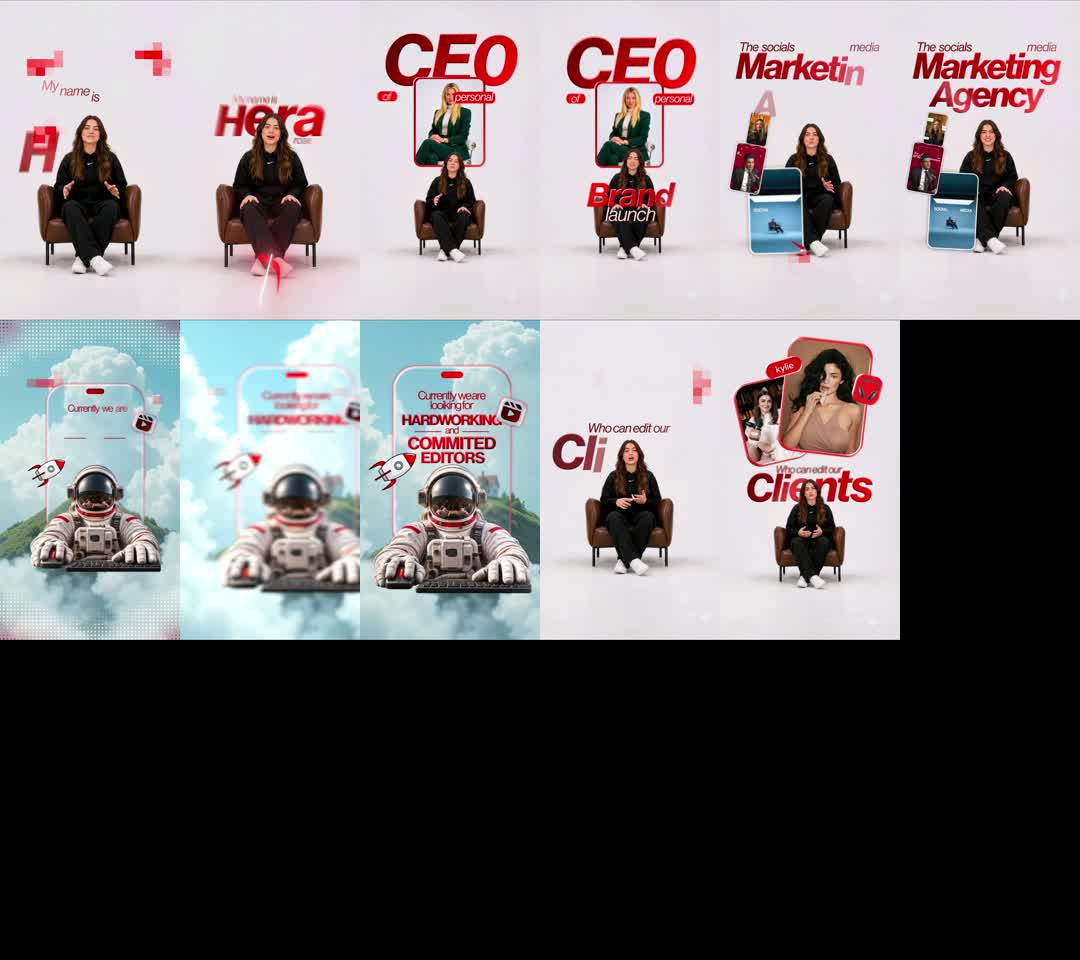 My name is
H
My name is
Hera
rose
CEO
of personal
CEO
of personal
Brand
launch
The socials media
Marketin
A
SOCIAL
The socials media
Marketing
Agency
SOCIAL MEDIA
Currently we are
Currently we are
looking for
HARDWORKING
Currently we are
looking for
HARDWORKING
and
COMMITED
EDITORS
Who can edit our
Cli
kylie
Who can edit our
Clients